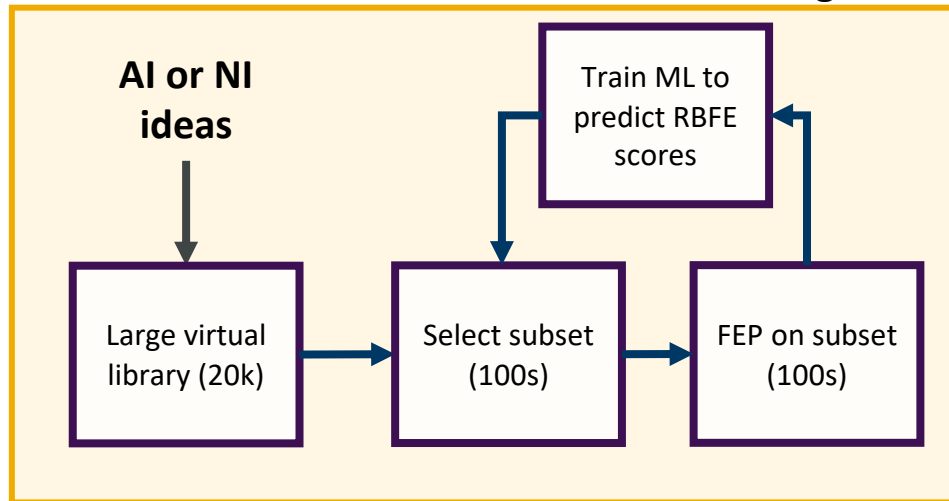 AI or NI
ideas
Train ML to
predict RBFE
scores
Large virtual
library (20k)
Select subset
(100s)
FEP on subset
(100s)